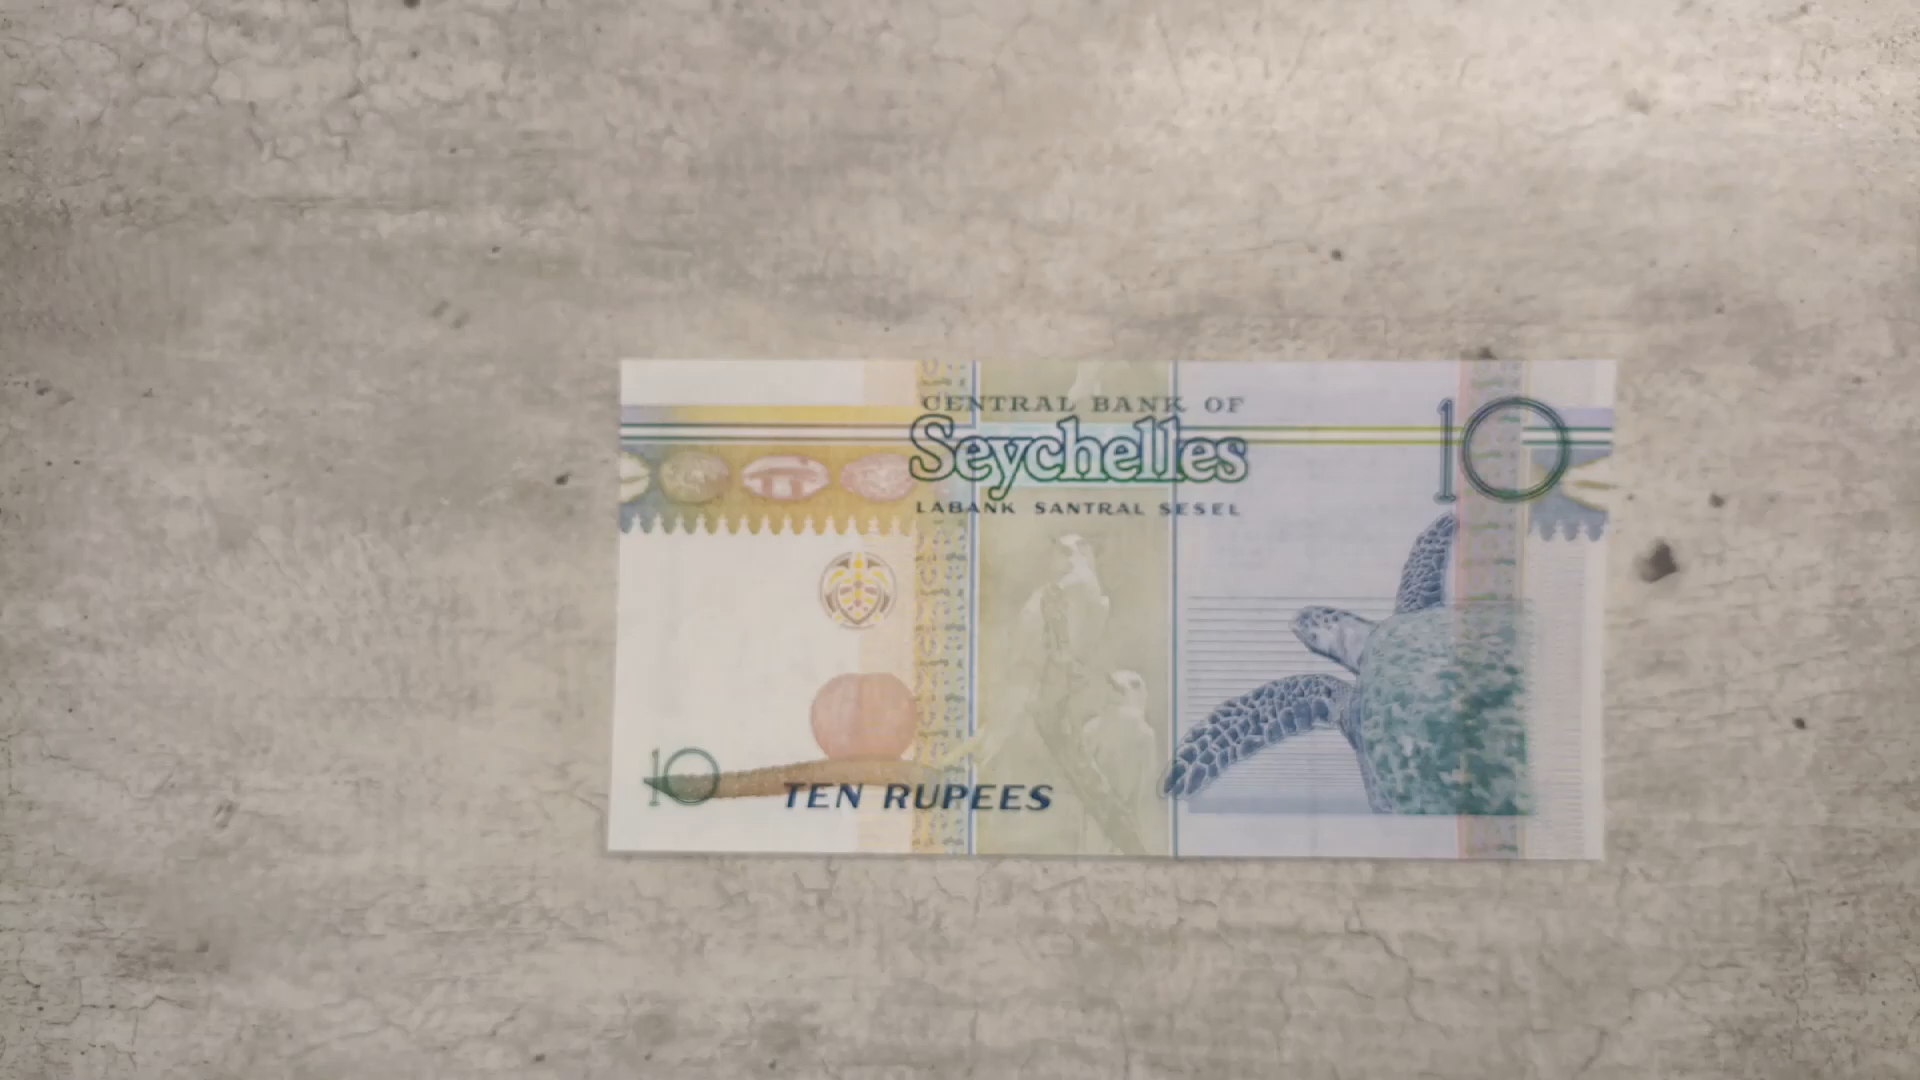 CENTRAL BANK OF
Seychelles
LABANK SANTRAL SESEL
10
10
TEN RUPEES